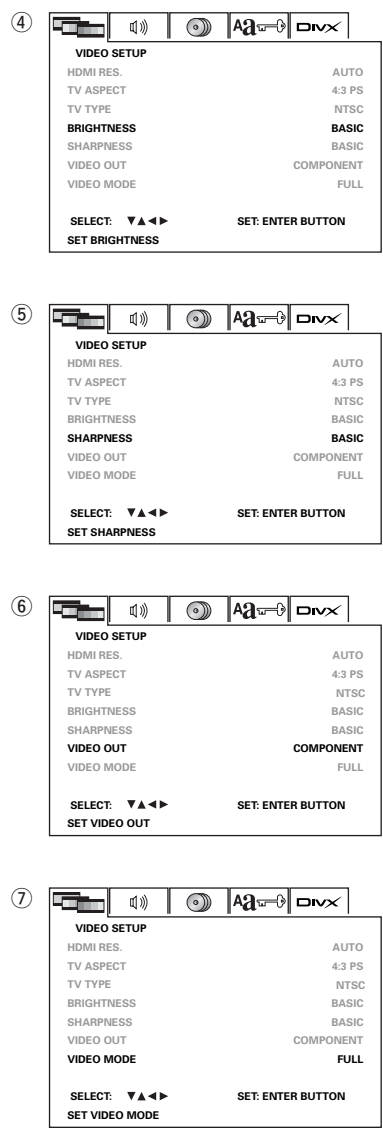 ④
Aa DIVX
VIDEO SETUP
HDMI RES. AUTO
TV ASPECT 4:3 PS
TV TYPE NTSC
BRIGHTNESS BASIC
SHARPNESS BASIC
VIDEO OUT COMPONENT
VIDEO MODE FULL
SELECT: ▼▲◄► SET: ENTER BUTTON
SET BRIGHTNESS
⑤
Aa DIVX
VIDEO SETUP
HDMI RES. AUTO
TV ASPECT 4:3 PS
TV TYPE NTSC
BRIGHTNESS BASIC
SHARPNESS BASIC
VIDEO OUT COMPONENT
VIDEO MODE FULL
SELECT: ▼▲◄► SET: ENTER BUTTON
SET SHARPNESS
⑥
Aa DIVX
VIDEO SETUP
HDMI RES. AUTO
TV ASPECT 4:3 PS
TV TYPE NTSC
BRIGHTNESS BASIC
SHARPNESS BASIC
VIDEO OUT COMPONENT
VIDEO MODE FULL
SELECT: ▼▲◄► SET: ENTER BUTTON
SET VIDEO OUT
⑦
Aa DIVX
VIDEO SETUP
HDMI RES. AUTO
TV ASPECT 4:3 PS
TV TYPE NTSC
BRIGHTNESS BASIC
SHARPNESS BASIC
VIDEO OUT COMPONENT
VIDEO MODE FULL
SELECT: ▼▲◄► SET: ENTER BUTTON
SET VIDEO MODE